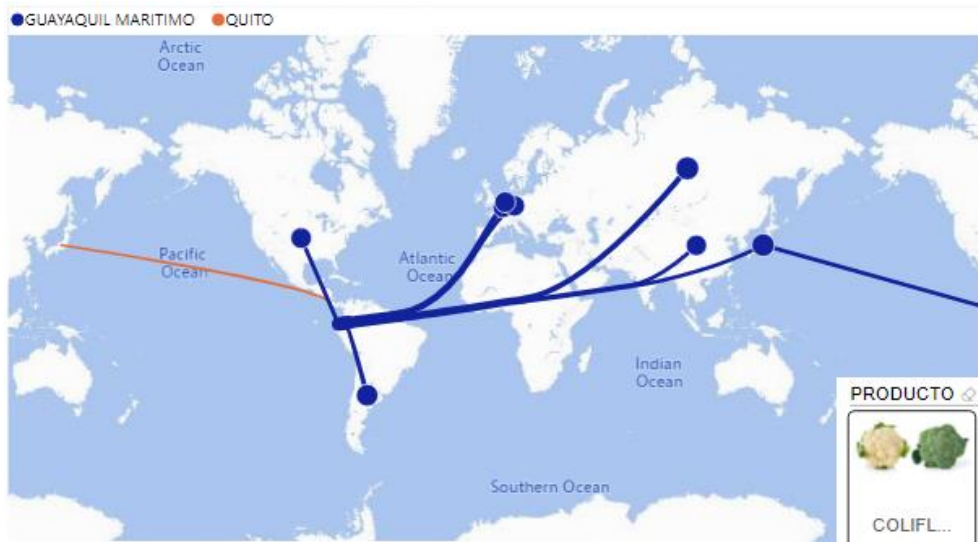 GUAYAQUIL MARITIMO QUITO
Arctic
Ocean
Pacific
Ocean
Atlantic
Ocean
Indian
Ocean
PRODUCTO
Southern Ocean
COLIFL...